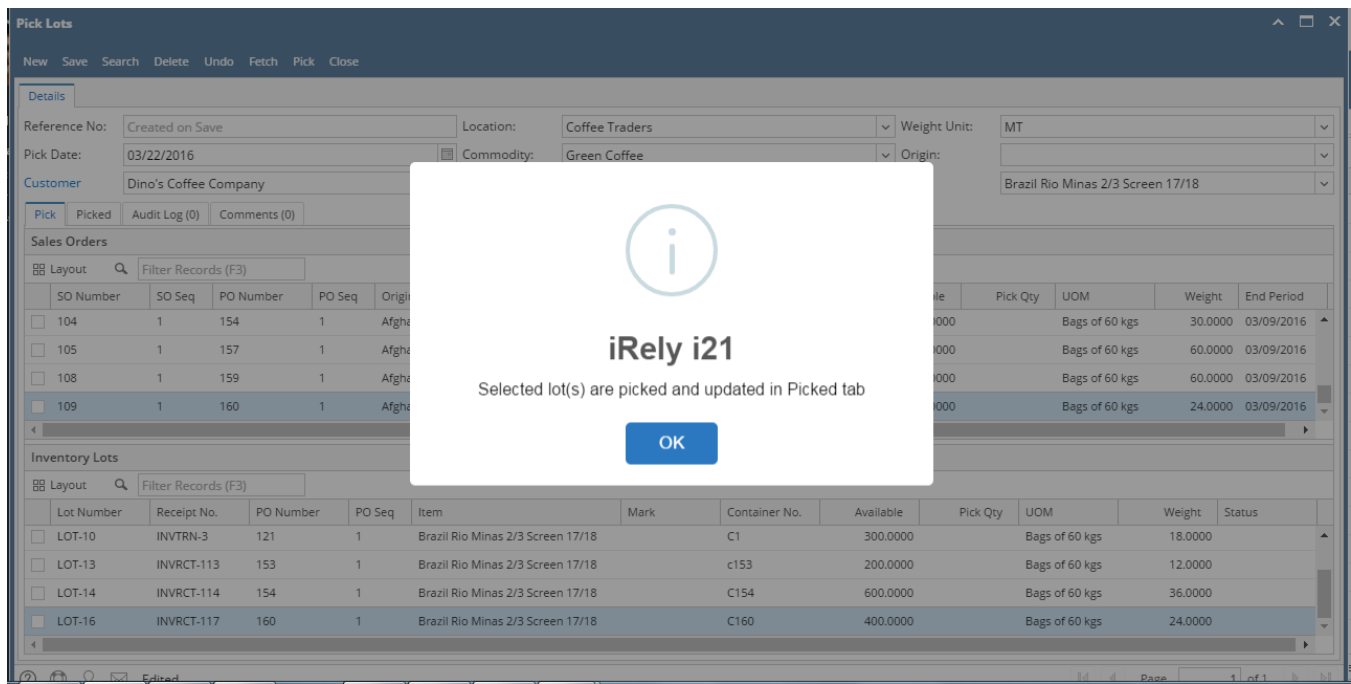 Pick Lots
New Save Search Delete Undo Fetch Pick Close
Details
Reference No: Created on Save Location: Coffee Traders Weight Unit: MT
Pick Date: 03/22/2016 Commodity: Green Coffee Origin:
Customer Dino's Coffee Company Brazil Rio Minas 2/3 Screen 17/18
Pick Picked Audit Log (0) Comments (0)
Sales Orders
Layout Filter Records (F3)
SO Number SO Seq PO Number PO Seq Pick Qty UOM Weight End Period
104 1 154 1 Bags of 60 kgs 30.0000 03/09/2016
105 1 157 1 Bags of 60 kgs 60.0000 03/09/2016
108 1 159 1 Bags of 60 kgs 60.0000 03/09/2016
109 1 160 1 Bags of 60 kgs 24.0000 03/09/2016
iRely i21
Selected lot(s) are picked and updated in Picked tab
OK
Inventory Lots
Layout Filter Records (F3)
Lot Number Receipt No. PO Number PO Seq Item Mark Container No. Available Pick Qty UOM Weight Status
LOT-10 INVTRN-3 121 1 Brazil Rio Minas 2/3 Screen 17/18 C1 300.0000 Bags of 60 kgs 18.0000
LOT-13 INVRCT-113 153 1 Brazil Rio Minas 2/3 Screen 17/18 c153 200.0000 Bags of 60 kgs 12.0000
LOT-14 INVRCT-114 154 1 Brazil Rio Minas 2/3 Screen 17/18 C154 600.0000 Bags of 60 kgs 36.0000
LOT-16 INVRCT-117 160 1 Brazil Rio Minas 2/3 Screen 17/18 C160 400.0000 Bags of 60 kgs 24.0000
Edited Page 1 of 1